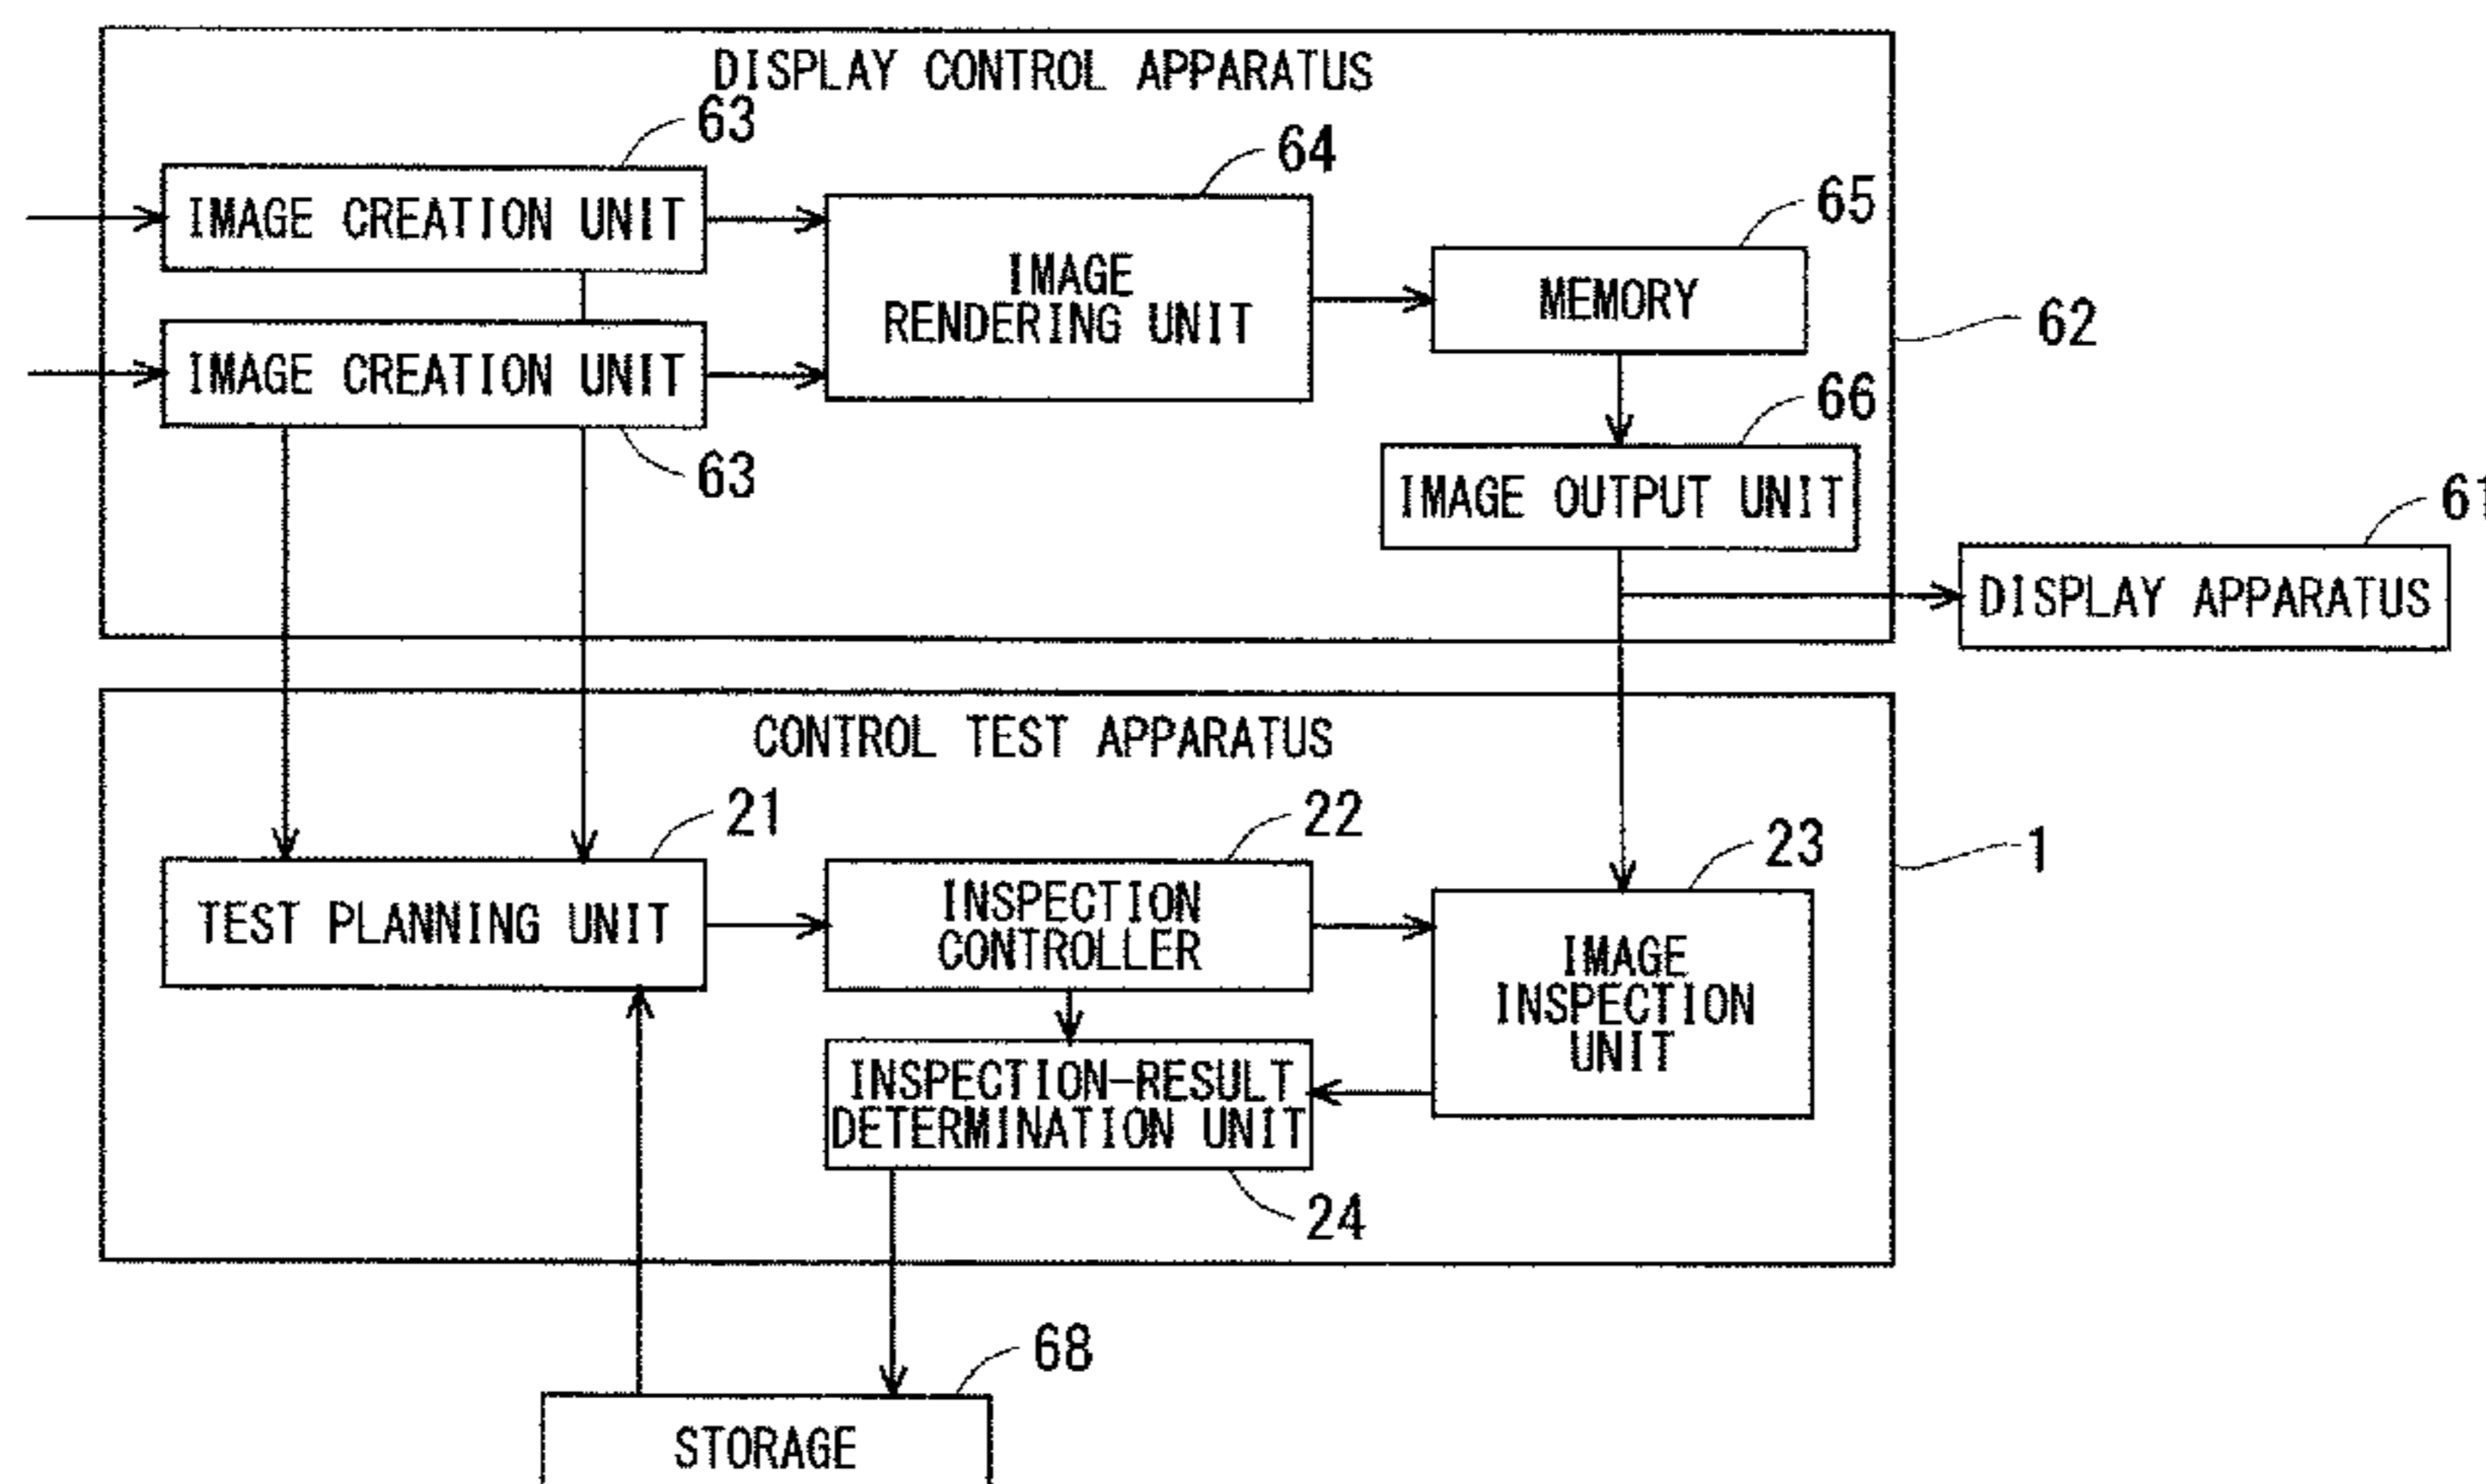 DISPLAY CONTROL APPARATUS
63
64
IMAGE CREATION UNIT
65
IMAGE
RENDERING UNIT
MEMORY
62
IMAGE CREATION UNIT
66
63
IMAGE OUTPUT UNIT
61
DISPLAY APPARATUS
CONTROL TEST APPARATUS
21
22
23
1
TEST PLANNING UNIT
INSPECTION
CONTROLLER
IMAGE
INSPECTION
UNIT
INSPECTION-RESULT
DETERMINATION UNIT
24
68
STORAGE